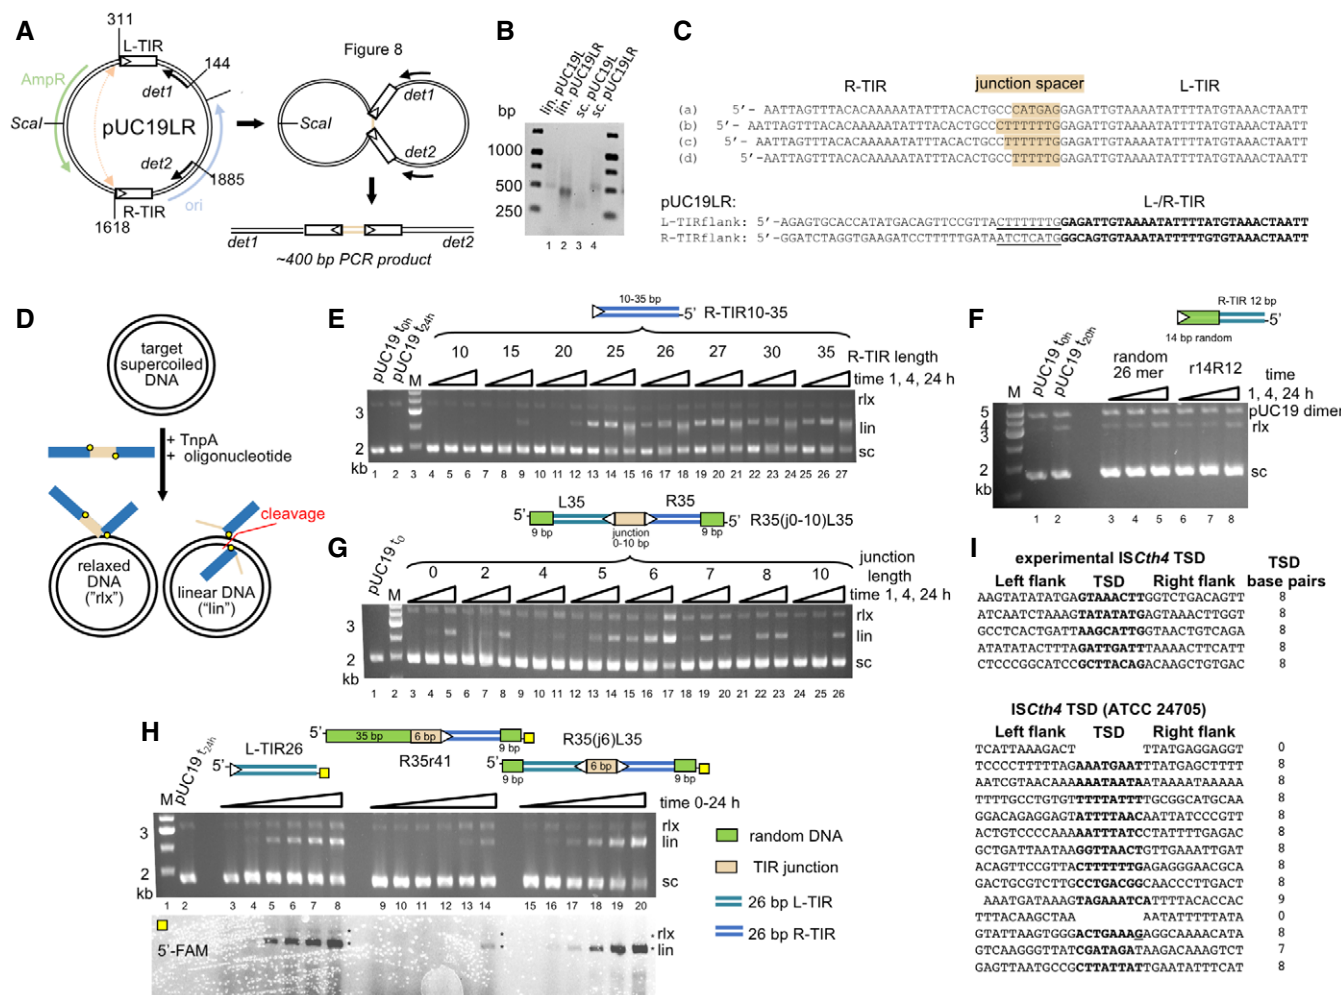 A
311
L-TIR
144
AmpR
det1
ScaI
pUC19LR
det2
1885
R-TIR
ori
1618
Figure 8
ScaI
det1
det2
det1
det2
~400 bp PCR product
B
lin. pUC19L
lin. pUC19LR
sc. pUC19L
sc. pUC19LR
bp
1000
500
250
1 2 3 4
C
R-TIR junction spacer L-TIR
(a) 5′- AATTAGTTTACACAAAAATATTTACACTGCCCATGAGGAGATTGTAAAATATTTTATGTAAACTAATT
(b) 5′- AATTAGTTTACACAAAAATATTTACACTGCCCTTTTTTGGAGATTGTAAAATATTTTATGTAAACTAATT
(c) 5′- AATTAGTTTACACAAAAATATTTACACTGCCTTTTTTGGAGATTGTAAAATATTTTATGTAAACTAATT
(d) 5′- AATTAGTTTACACAAAAATATTTACACTGCCTTTTTGGAGATTGTAAAATATTTTATGTAAACTAATT
pUC19LR: L-/R-TIR
L-TIRflank: 5′-AGAGTGCACCATATGACAGTTCCGTTACTTTTTTGGAGATTGTAAAATATTTTATGTAAACTAATT
R-TIRflank: 5′-GGATCTAGGTGAAGATCCTTTTTGATAATCTCATGGGCAGTGTAAATATTTTTGTGTAAACTAATT
D
target
supercoiled
DNA
+ TnpA
+ oligonucleotide
cleavage
relaxed
DNA
("rlx")
linear DNA
("lin")
E
10-35 bp
-5′ R-TIR10-35
pUC19 t0h
pUC19 t24h
M
10 15 20 25 26 27 30 35 R-TIR length
time 1, 4, 24 h
rlx
3
lin
2
sc
kb
1 2 3 4 5 6 7 8 9 10 11 12 13 14 15 16 17 18 19 20 21 22 23 24 25 26 27
F
R-TIR 12 bp
-5′
14 bp random
pUC19 t0h
pUC19 t20h
M
random
26 mer
r14R12
time
1, 4, 24 h
5
4
3
2
kb
pUC19 dimer
rlx
sc
1 2 3 4 5 6 7 8
G
L35 R35
5′- -5′ R35(j0-10)L35
9 bp junction 9 bp
0-10 bp
pUC19 t0
M
0 2 4 5 6 7 8 10
junction
length
time 1, 4, 24 h
rlx
3
lin
2
sc
kb
1 2 3 4 5 6 7 8 9 10 11 12 13 14 15 16 17 18 19 20 21 22 23 24 25 26
H
5′ 35 bp 6 bp
9 bp
R35r41
L-TIR26
5′-
R35(j6)L35
5′- 6 bp
9 bp 9 bp
pUC19 t24h
M
time 0-24 h
3
rlx
lin
2
sc
kb
1 2 3 4 5 6 7 8 9 10 11 12 13 14 15 16 17 18 19 20
5′-FAM
rlx
lin
random DNA
TIR junction
26 bp L-TIR
26 bp R-TIR
I
experimental ISCth4 TSD TSD
Left flank TSD Right flank base pairs
AAGTATATATGAGTAAACTTGGTCTGACAGTT 8
ATCAATCTAAAGTATATATGAGTAAACTTGGT 8
GCCTCACTGATTAAGCATTGGTAACTGTCAGA 8
ATATATACTTTAGATTGATTTAAAACTTCATT 8
CTCCCGGCATCCGCTTACAGACAAGCTGTGAC 8
ISCth4 TSD (ATCC 24705)
Left flank TSD Right flank
TCATTAAAGACT TTATGAGGAGGT 0
TCCCCTTTTTAGAAATGAATTTATGAGCTTTT 8
AATCGTAACAAAAAATAATAATAAAATAAAAA 8
TTTTGCCTGTGTTTTTATTTTGCGGCATGCAA 8
GGACAGAGGAGTATTTTAACAATTATCCCGTT 8
ACTGTCCCCAAAAATTTATCCTATTTTGAGAC 8
GCTGATTAATAAGGTTAACTGTTGAAATTGAT 8
ACAGTTCCGTTACTTTTTTGAGAGGGAACGCA 8
GACTGCGTCTTGCCTGACGGCAACCCTTGACT 8
AAATGATAAAGTAGAAATCATTTTACACCAC 9
TTTACAAGCTAA AATATTTTTATA 0
GTATTAAGTGGGACTGAAAGAGGCAAAACATA 8
GTCAAGGGTTATCGATAGATAAGACAAAGTCT 7
GAGTTAATGCCGCTTATTATTGAATATTTCAT 8